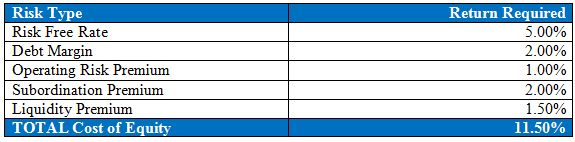 Risk Type Return Required
Risk Free Rate 5.00%
Debt Margin 2.00%
Operating Risk Premium 1.00%
Subordination Premium 2.00%
Liquidity Premium 1.50%
TOTAL Cost of Equity 11.50%